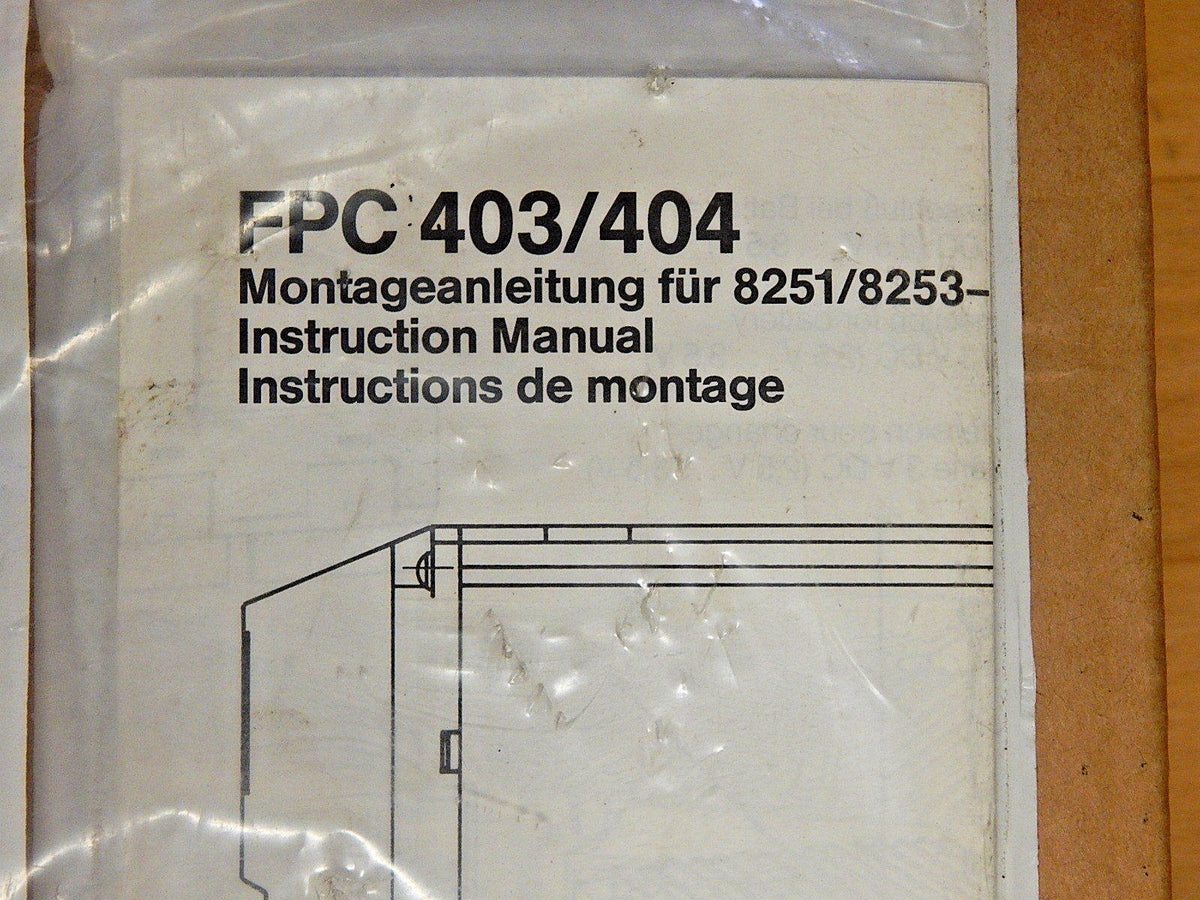 FPC 403/404
Montageanleitung für 8251/8253–
Instruction Manual
Instructions de montage